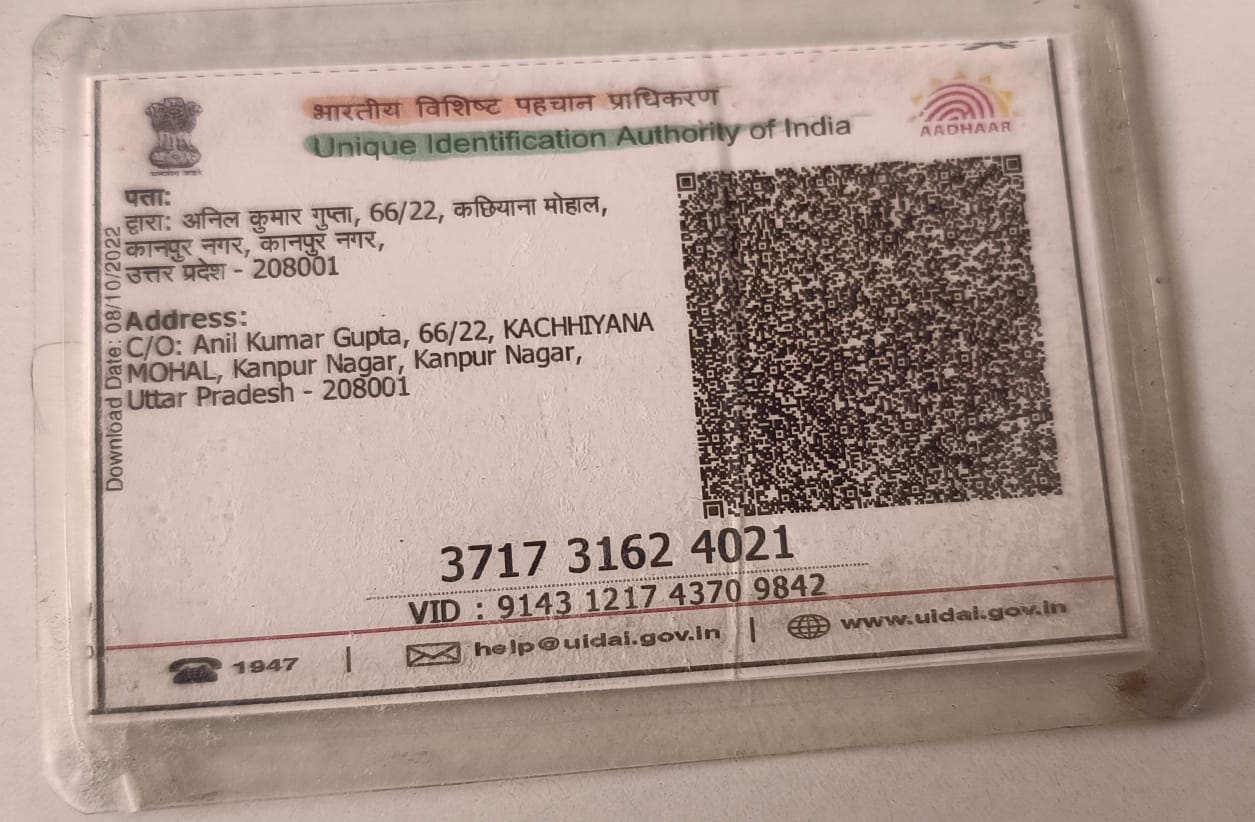 भारतीय विशिष्ट पहचान प्राधिकरण
Unique Identification Authority of India
AADHAAR
पता:
द्वारा: अनिल कुमार गुप्ता, 66/22, कछियाना मोहाल,
कानपुर नगर, कानपुर नगर,
उत्तर प्रदेश - 208001
Address:
C/O: Anil Kumar Gupta, 66/22, KACHHIYANA
MOHAL, Kanpur Nagar, Kanpur Nagar,
Uttar Pradesh - 208001
Download Date: 08/10/2022
3717 3162 4021
VID : 9143 1217 4370 9842
1947 | help@uidai.gov.in | www.uidai.gov.in